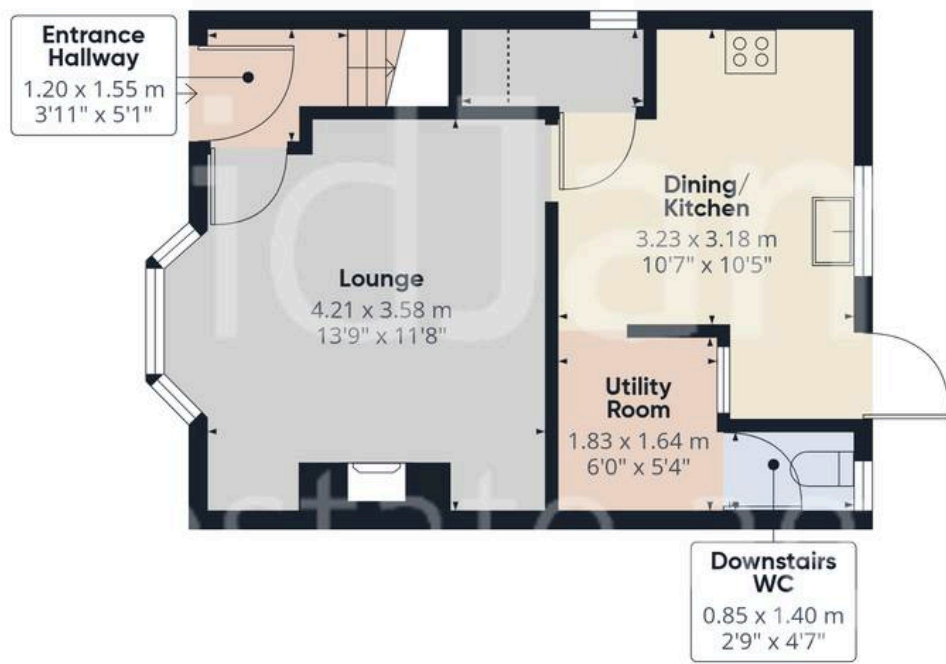 Entrance
Hallway
1.20 x 1.55 m
3'11" x 5'1"
Lounge
4.21 x 3.58 m
13'9" x 11'8"
Dining/
Kitchen
3.23 x 3.18 m
10'7" x 10'5"
Utility
Room
1.83 x 1.64 m
6'0" x 5'4"
Downstairs
WC
0.85 x 1.40 m
2'9" x 4'7"